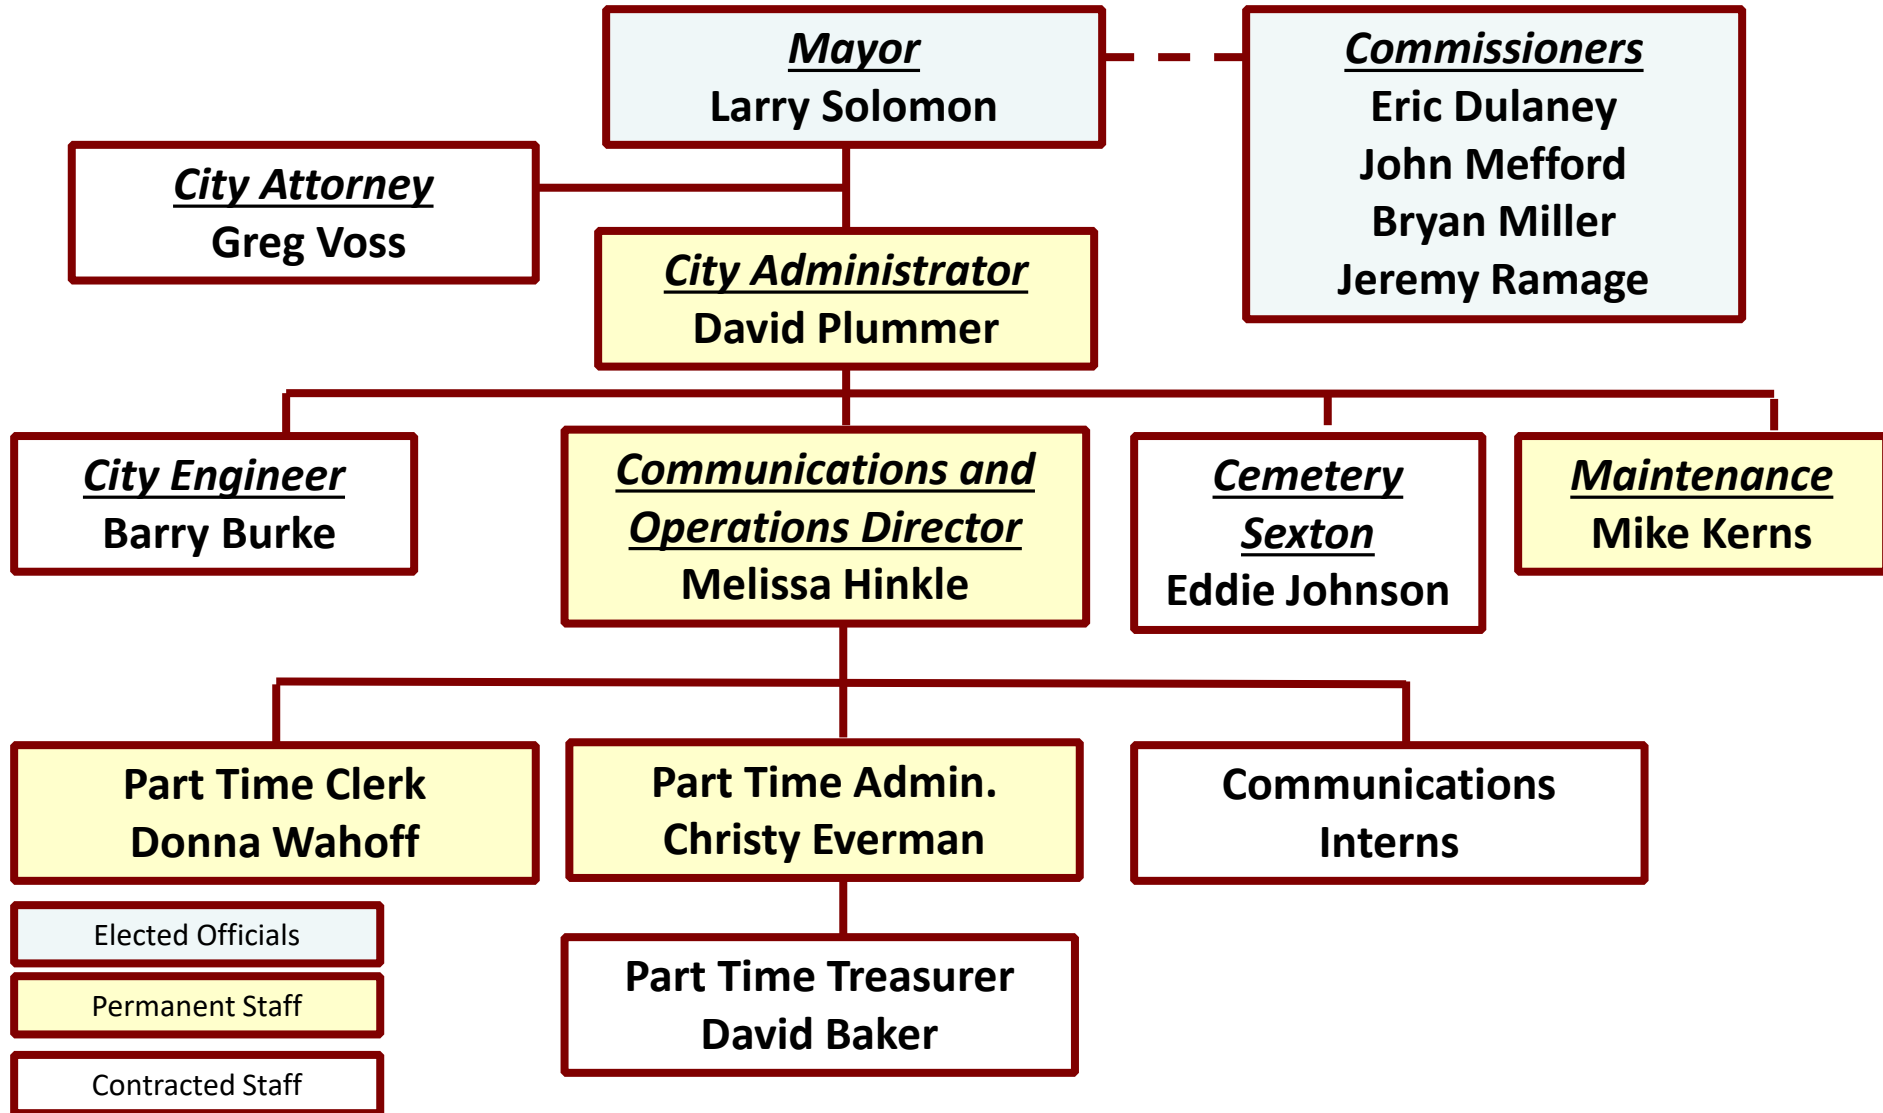 Mayor
Larry Solomon
Commissioners
Eric Dulaney
John Mefford
Bryan Miller
Jeremy Ramage
City Attorney
Greg Voss
City Administrator
David Plummer
City Engineer
Barry Burke
Communications and
Operations Director
Melissa Hinkle
Cemetery
Sexton
Eddie Johnson
Maintenance
Mike Kerns
Part Time Clerk
Donna Wahoff
Part Time Admin.
Christy Everman
Communications
Interns
Part Time Treasurer
David Baker
Elected Officials
Permanent Staff
Contracted Staff